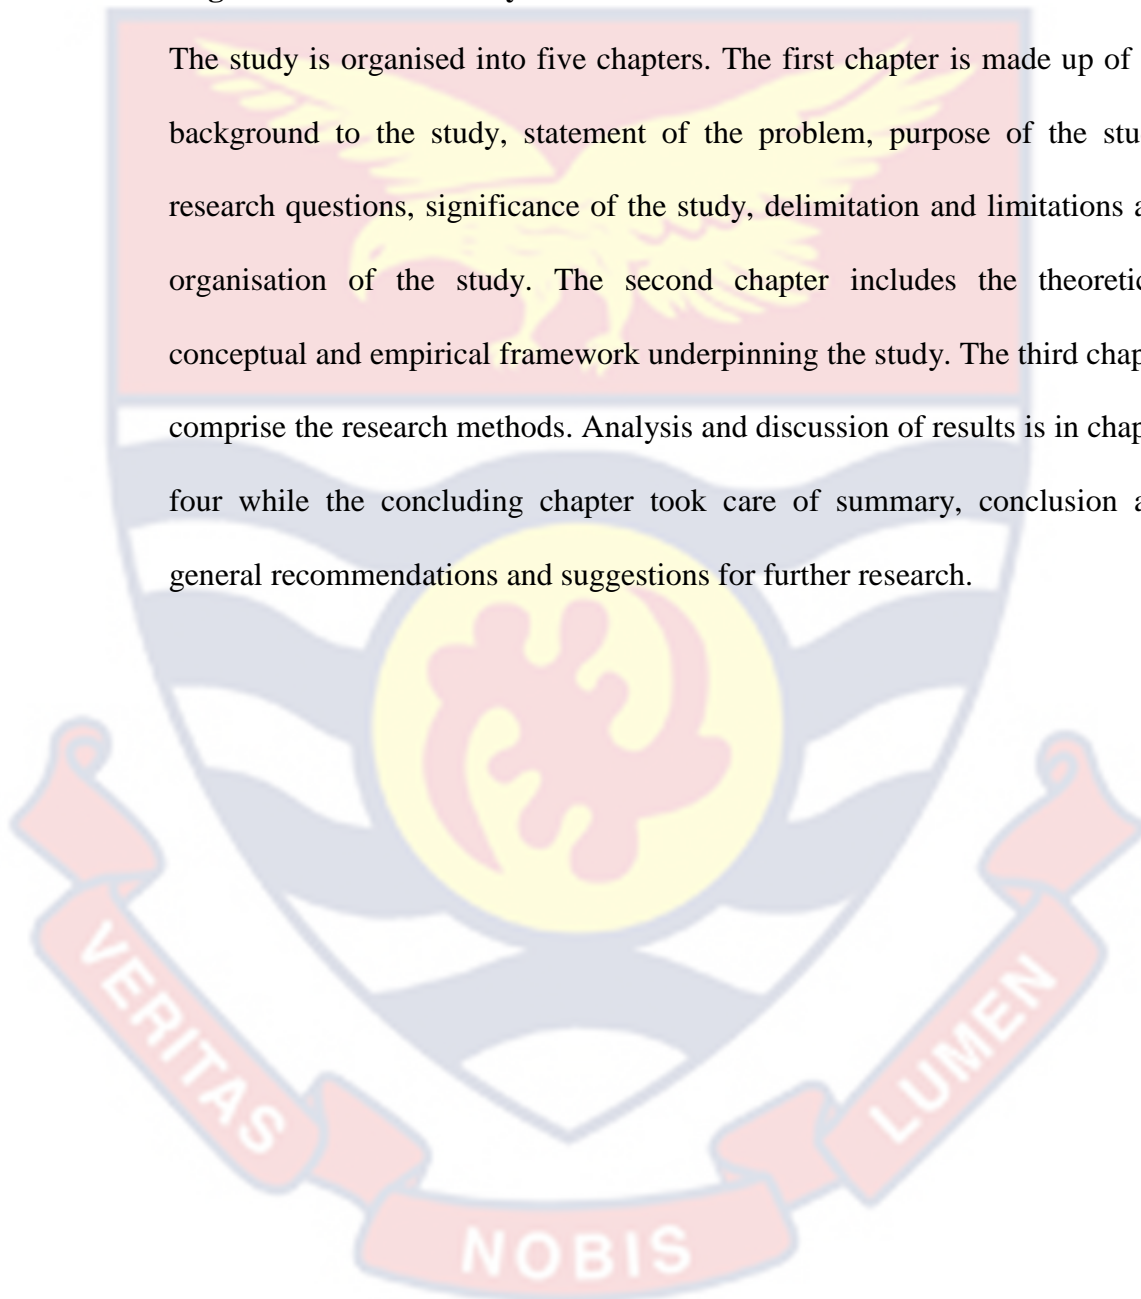 The study is organised into five chapters. The first chapter is made up of
background to the study, statement of the problem, purpose of the stu
research questions, significance of the study, delimitation and limitations a
organisation of the study. The second chapter includes the theoretic
conceptual and empirical framework underpinning the study. The third chap
comprise the research methods. Analysis and discussion of results is in chap
four while the concluding chapter took care of summary, conclusion a
general recommendations and suggestions for further research.
VERITAS
NOBIS
LUMEN